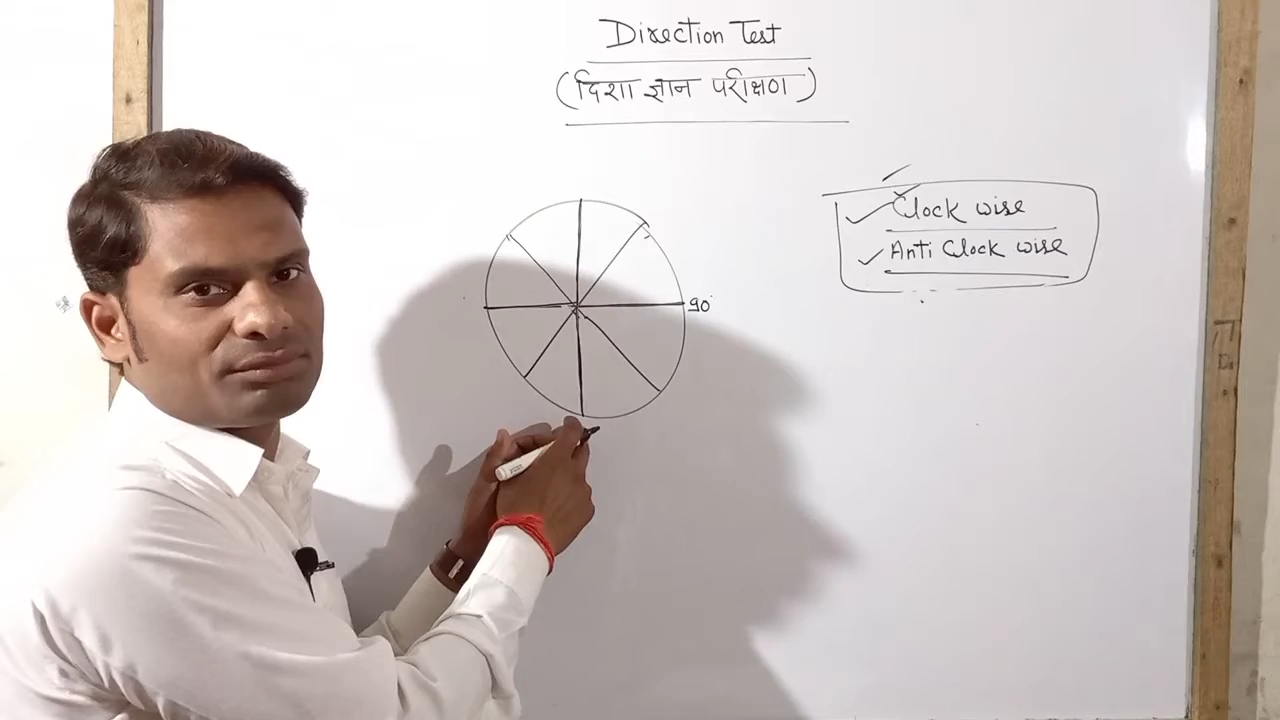 Direction Test
(दिशा ज्ञान परीक्षण)
Clock wise
Anti Clock wise
90°